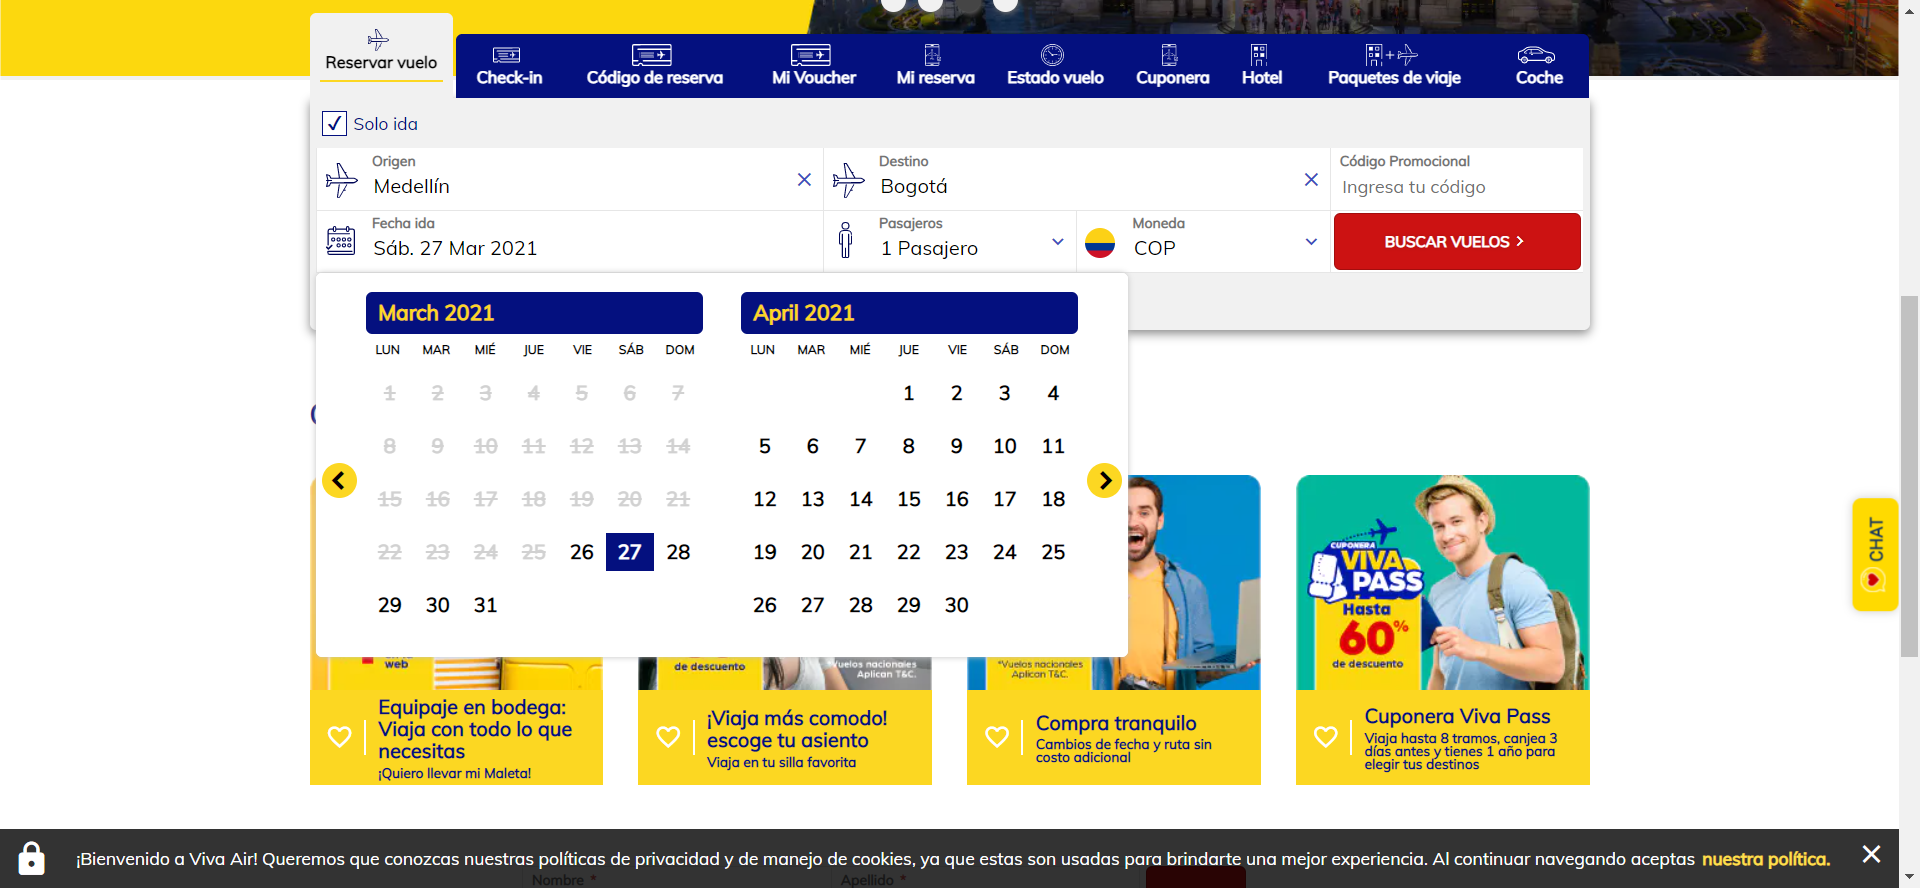 Reservar vuelo
Check-in
Código de reserva
Mi Voucher
Mi reserva
Estado vuelo
Cuponera
Hotel
Paquetes de viaje
Coche
Solo ida
Origen
Medellín
Destino
Bogotá
Código Promocional
Ingresa tu código
Fecha ida
Sáb. 27 Mar 2021
Pasajeros
1 Pasajero
Moneda
COP
BUSCAR VUELOS
March 2021
LUN MAR MIÉ JUE VIE SÁB DOM
1 2 3 4 5 6 7
8 9 10 11 12 13 14
15 16 17 18 19 20 21
22 23 24 25 26 27 28
29 30 31
April 2021
LUN MAR MIÉ JUE VIE SÁB DOM
1 2 3 4
5 6 7 8 9 10 11
12 13 14 15 16 17 18
19 20 21 22 23 24 25
26 27 28 29 30
web
Equipaje en bodega:
Viaja con todo lo que
necesitas
¡Quiero llevar mi Maleta!
de descuento
*Vuelos nacionales
Aplican T&C.
¡Viaja más comodo!
escoge tu asiento
Viaja en tu silla favorita
*Vuelos nacionales
Aplican T&C.
Compra tranquilo
Cambios de fecha y ruta sin
costo adicional
CUPONERA
VIVA
PASS
Hasta
60%
de descuento
Cuponera Viva Pass
Viaja hasta 8 tramos, canjea 3
días antes y tienes 1 año para
elegir tus destinos
CHAT
¡Bienvenido a Viva Air! Queremos que conozcas nuestras políticas de privacidad y de manejo de cookies, ya que estas son usadas para brindarte una mejor experiencia. Al continuar navegando aceptas nuestra política.
Nombre *
Apellido *